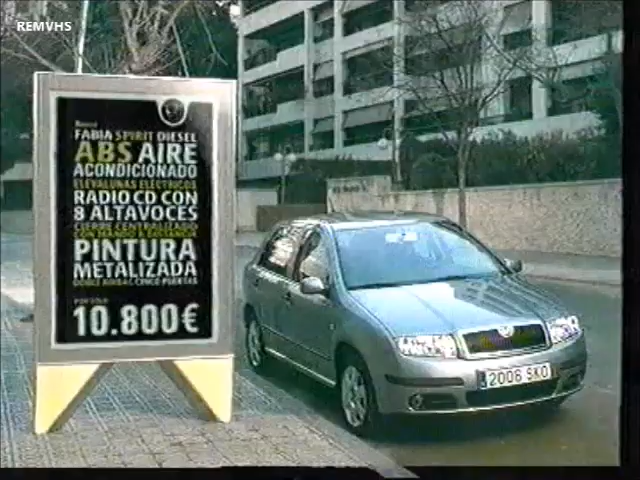 REMVHS
Nuevo
FABIA SPIRIT DIESEL
ABS AIRE
ACONDICIONADO
ELEVALUNAS ELÉCTRICOS
RADIO CD CON
8 ALTAVOCES
CIERRE CENTRALIZADO
CON MANDO A DISTANCIA
PINTURA
METALIZADA
DOBLE AIRBAG CINCO PUERTAS
POR SÓLO
10.800€
2006 SKO